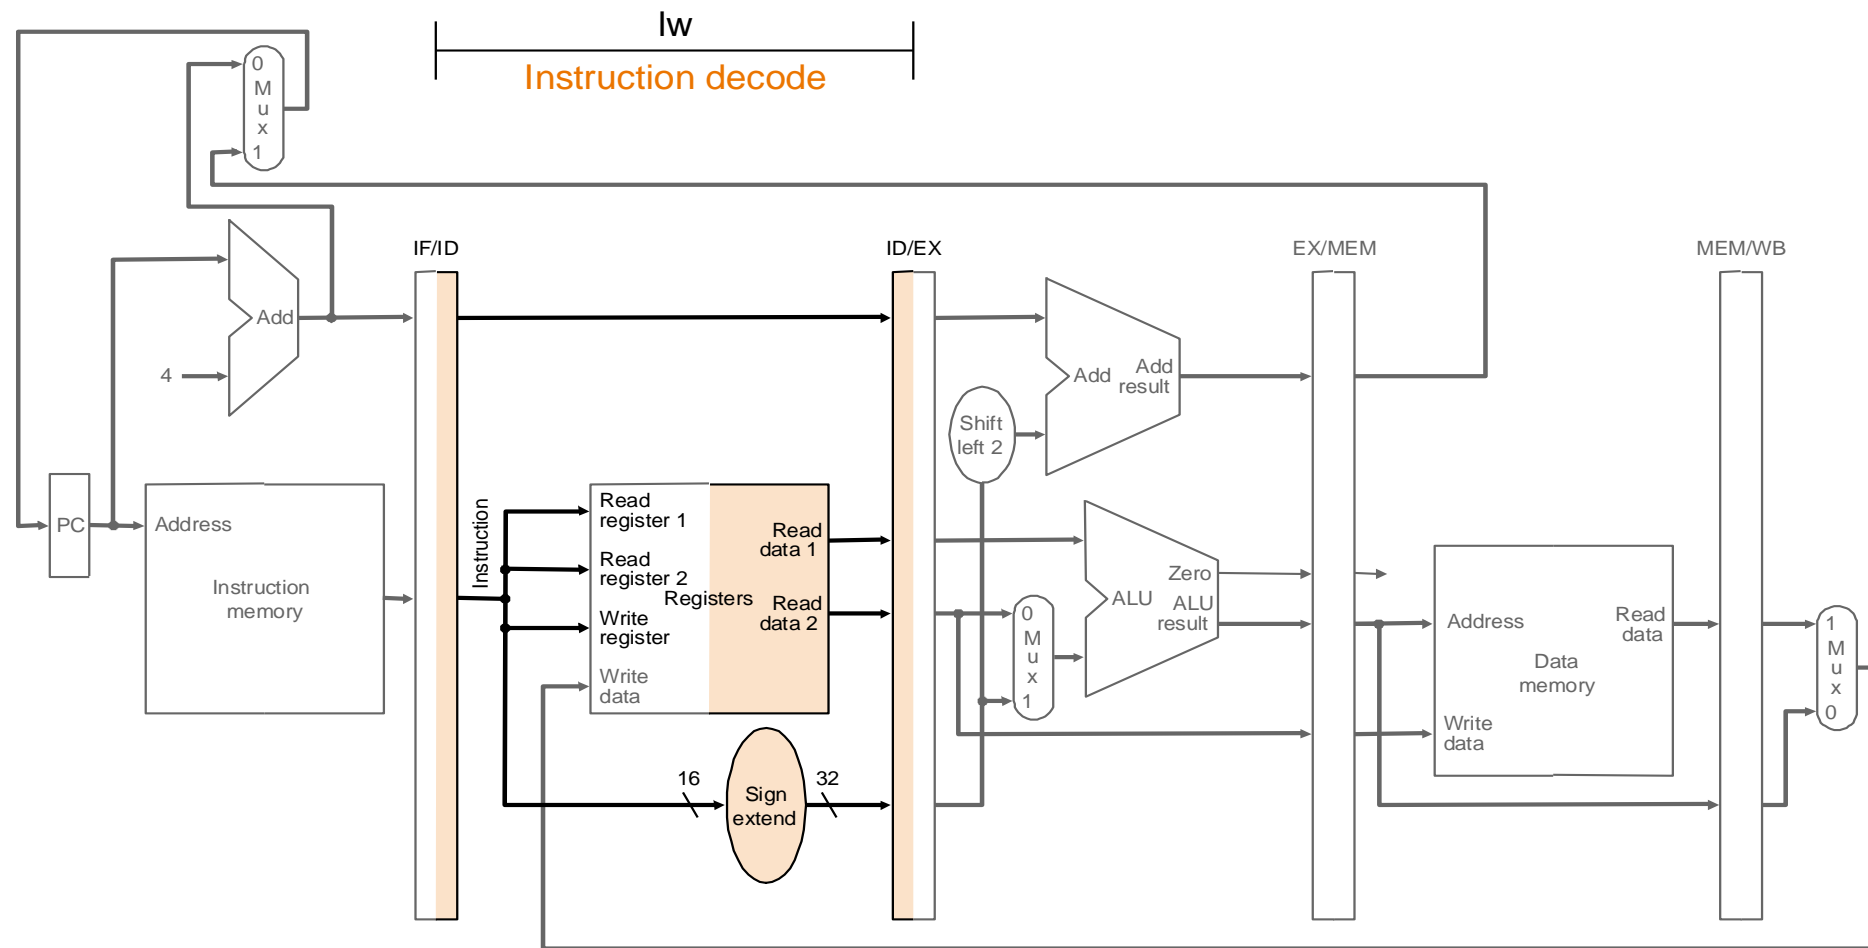 lw
Instruction decode
0
M
u
x
1
IF/ID
ID/EX
EX/MEM
MEM/WB
Add
4
Add
Add
result
Shift
left 2
PC
Address
Instruction
memory
Instruction
Read
register 1
Read
register 2
Write
register
Write
data
Registers
Read
data 1
Read
data 2
16
Sign
extend
32
0
M
u
x
1
Zero
ALU
ALU
result
Address
Read
data
Data
memory
Write
data
1
M
u
x
0